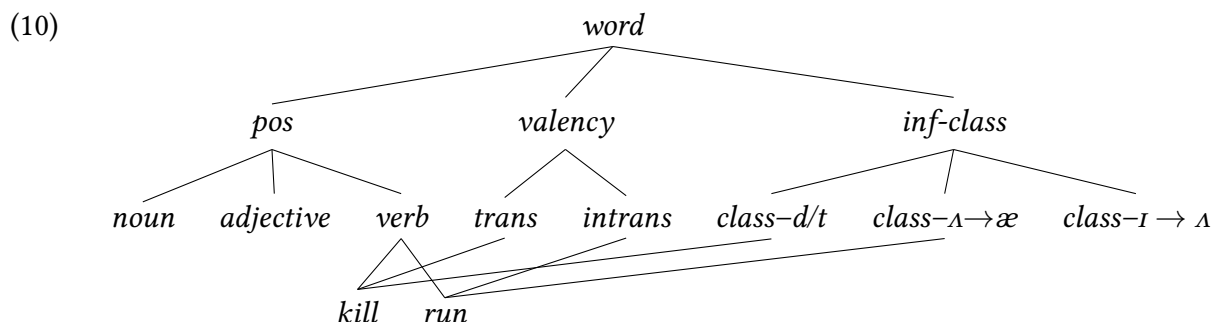 (10) word
pos valency inf-class
noun adjective verb trans intrans class–d/t class–ʌ→æ class–ɪ → ʌ
kill run